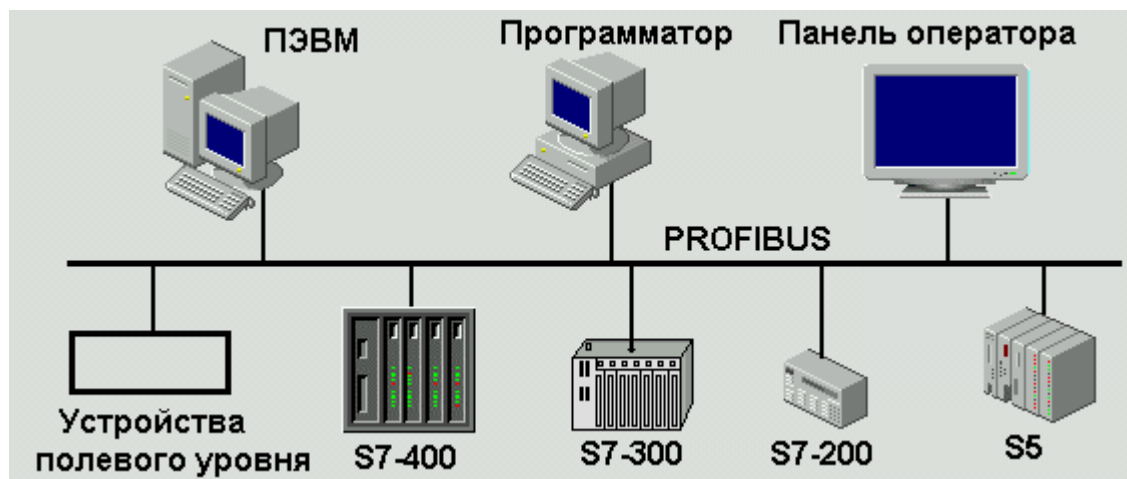 ПЭВМ
Программатор
Панель оператора
PROFIBUS
Устройства
полевого уровня
S7-400
S7-300
S7-200
S5